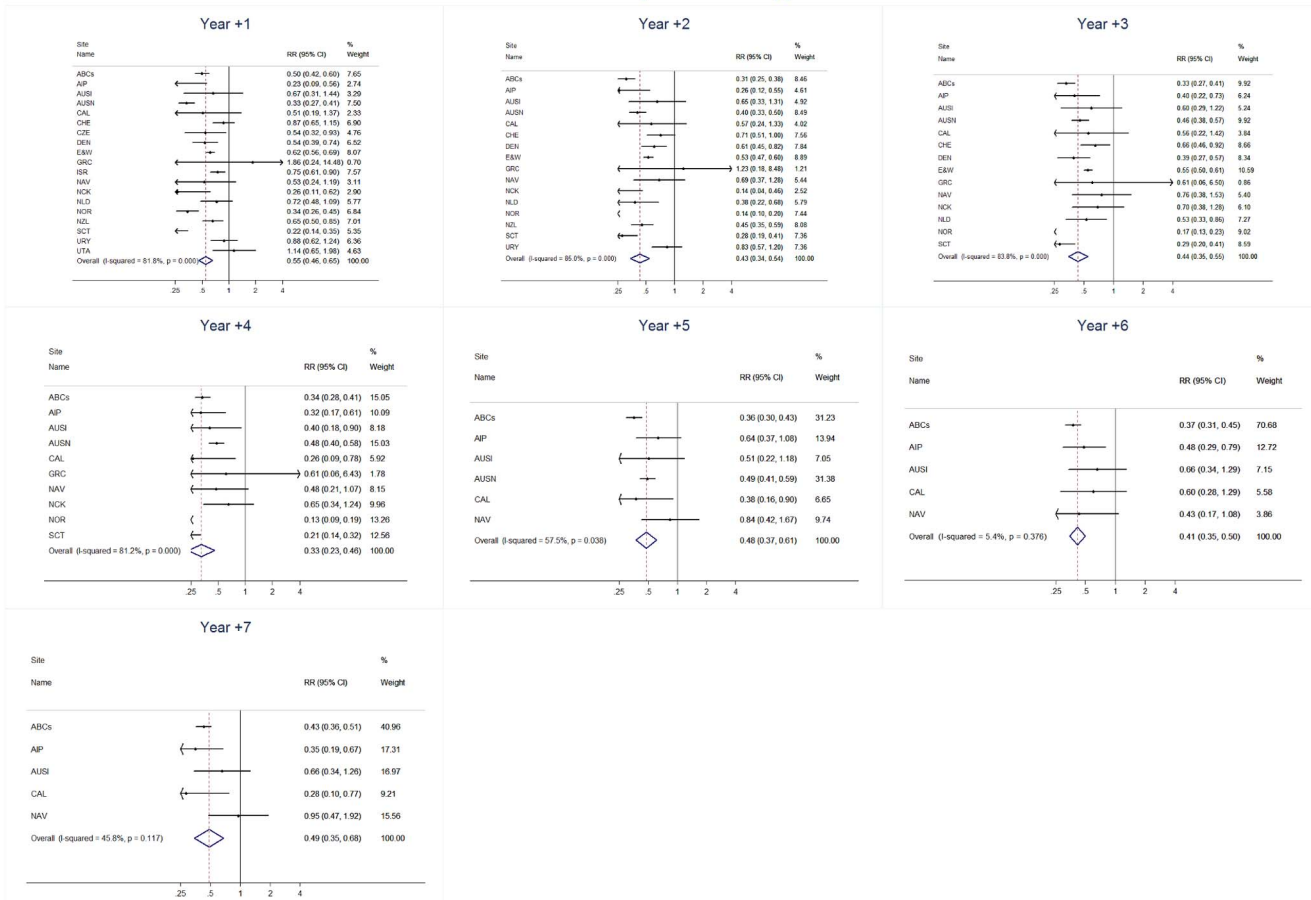 Year +1
Site %
Name RR (95% CI) Weight
ABCs 0.50 (0.42, 0.60) 7.65
AIP 0.23 (0.09, 0.56) 2.74
AUSI 0.67 (0.31, 1.44) 3.29
AUSN 0.33 (0.27, 0.41) 7.50
CAL 0.51 (0.19, 1.37) 2.33
CHE 0.87 (0.65, 1.15) 6.90
CZE 0.54 (0.32, 0.93) 4.76
DEN 0.54 (0.39, 0.74) 6.52
E&W 0.62 (0.56, 0.69) 8.07
GRC 1.86 (0.24, 14.48) 0.70
ISR 0.75 (0.61, 0.90) 7.57
NAV 0.53 (0.24, 1.19) 3.11
NCK 0.26 (0.11, 0.62) 2.90
NLD 0.72 (0.48, 1.09) 5.77
NOR 0.34 (0.26, 0.45) 6.84
NZL 0.65 (0.50, 0.85) 7.01
SCT 0.22 (0.14, 0.35) 5.35
URY 0.88 (0.62, 1.24) 6.36
UTA 1.14 (0.65, 1.98) 4.63
Overall (I-squared = 81.8%, p = 0.000) 0.55 (0.46, 0.65) 100.00
.25 .5 1 2 4
Year +2
Site %
Name RR (95% CI) Weight
ABCs 0.31 (0.25, 0.38) 8.46
AIP 0.26 (0.12, 0.55) 4.61
AUSI 0.65 (0.33, 1.31) 4.92
AUSN 0.40 (0.33, 0.50) 8.49
CAL 0.57 (0.24, 1.33) 4.02
CHE 0.71 (0.51, 1.00) 7.56
DEN 0.61 (0.45, 0.82) 7.84
E&W 0.53 (0.47, 0.60) 8.89
GRC 1.23 (0.18, 8.48) 1.21
NAV 0.69 (0.37, 1.28) 5.44
NCK 0.14 (0.04, 0.46) 2.52
NLD 0.38 (0.22, 0.68) 5.79
NOR 0.14 (0.10, 0.20) 7.44
NZL 0.45 (0.35, 0.59) 8.08
SCT 0.28 (0.19, 0.41) 7.36
URY 0.83 (0.57, 1.20) 7.36
Overall (I-squared = 85.0%, p = 0.000) 0.43 (0.34, 0.54) 100.00
.25 .5 1 2 4
Year +3
Site %
Name RR (95% CI) Weight
ABCs 0.33 (0.27, 0.41) 9.92
AIP 0.40 (0.22, 0.73) 6.24
AUSI 0.60 (0.29, 1.22) 5.24
AUSN 0.46 (0.38, 0.57) 9.92
CAL 0.56 (0.22, 1.42) 3.84
CHE 0.66 (0.46, 0.92) 8.66
DEN 0.39 (0.27, 0.57) 8.34
E&W 0.55 (0.50, 0.61) 10.59
GRC 0.61 (0.06, 6.50) 0.86
NAV 0.76 (0.38, 1.53) 5.40
NCK 0.70 (0.38, 1.28) 6.10
NLD 0.53 (0.33, 0.86) 7.27
NOR 0.17 (0.13, 0.23) 9.02
SCT 0.29 (0.20, 0.41) 8.59
Overall (I-squared = 83.8%, p = 0.000) 0.44 (0.35, 0.55) 100.00
.25 .5 1 2 4
Year +4
Site %
Name RR (95% CI) Weight
ABCs 0.34 (0.28, 0.41) 15.05
AIP 0.32 (0.17, 0.61) 10.09
AUSI 0.40 (0.18, 0.90) 8.18
AUSN 0.48 (0.40, 0.58) 15.03
CAL 0.26 (0.09, 0.78) 5.92
GRC 0.61 (0.06, 6.43) 1.78
NAV 0.48 (0.21, 1.07) 8.15
NCK 0.65 (0.34, 1.24) 9.96
NOR 0.13 (0.09, 0.19) 13.26
SCT 0.21 (0.14, 0.32) 12.56
Overall (I-squared = 81.2%, p = 0.000) 0.33 (0.23, 0.46) 100.00
.25 .5 1 2 4
Year +5
Site %
Name RR (95% CI) Weight
ABCs 0.36 (0.30, 0.43) 31.23
AIP 0.64 (0.37, 1.08) 13.94
AUSI 0.51 (0.22, 1.18) 7.05
AUSN 0.49 (0.41, 0.59) 31.38
CAL 0.38 (0.16, 0.90) 6.65
NAV 0.84 (0.42, 1.67) 9.74
Overall (I-squared = 57.5%, p = 0.038) 0.48 (0.37, 0.61) 100.00
.25 .5 1 2 4
Year +6
Site %
Name RR (95% CI) Weight
ABCs 0.37 (0.31, 0.45) 70.68
AIP 0.48 (0.29, 0.79) 12.72
AUSI 0.66 (0.34, 1.29) 7.15
CAL 0.60 (0.28, 1.29) 5.58
NAV 0.43 (0.17, 1.08) 3.86
Overall (I-squared = 5.4%, p = 0.376) 0.41 (0.35, 0.50) 100.00
.25 .5 1 2 4
Year +7
Site %
Name RR (95% CI) Weight
ABCs 0.43 (0.36, 0.51) 40.96
AIP 0.35 (0.19, 0.67) 17.31
AUSI 0.66 (0.34, 1.26) 16.97
CAL 0.28 (0.10, 0.77) 9.21
NAV 0.95 (0.47, 1.92) 15.56
Overall (I-squared = 45.8%, p = 0.117) 0.49 (0.35, 0.68) 100.00
.25 .5 1 2 4